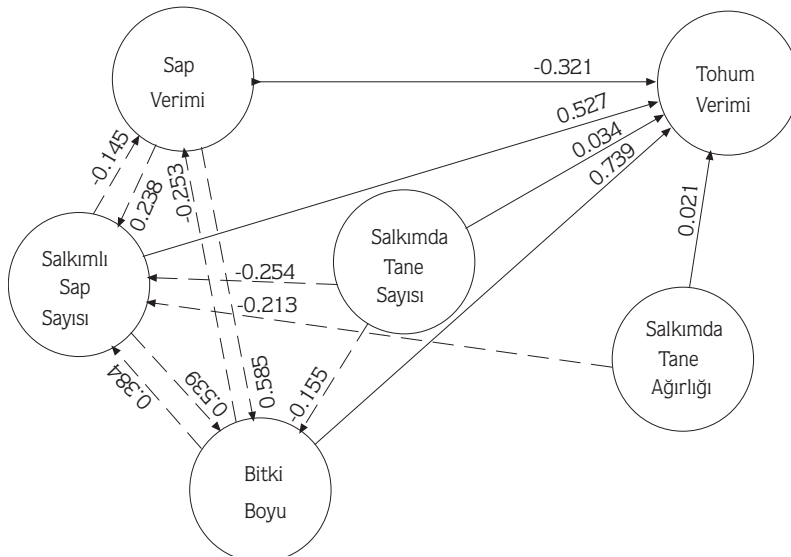 Sap
Verimi
-0.321
Tohum
Verimi
0.527
0.034
0.739
-0.145
0.238
-0.253
0.021
Salkımlı
Sap
Sayısı
Salkımda
Tane
Sayısı
-0.254
-0.213
Salkımda
Tane
Ağırlığı
0.384
0.539
0.585
-0.155
Bitki
Boyu